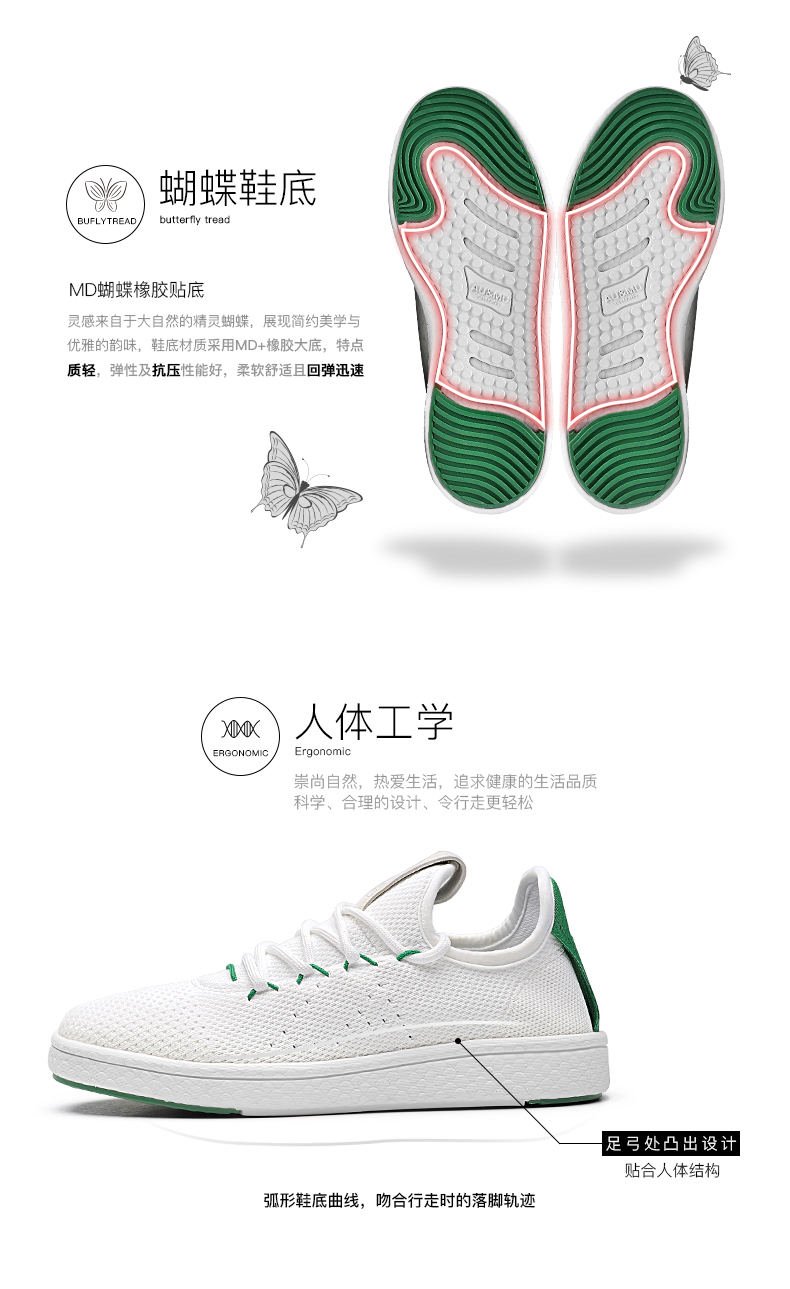 BUFLYTREAD
蝴蝶鞋底
butterfly tread
MD蝴蝶橡胶贴底
灵感来自于大自然的精灵蝴蝶，展现简约美学与
优雅的韵味，鞋底材质采用MD+橡胶大底，特点
质轻，弹性及抗压性能好，柔软舒适且回弹迅速
ERGONOMIC
人体工学
Ergonomic
崇尚自然，热爱生活，追求健康的生活品质
科学、合理的设计、令行走更轻松
足弓处凸出设计
贴合人体结构
弧形鞋底曲线，吻合行走时的落脚轨迹